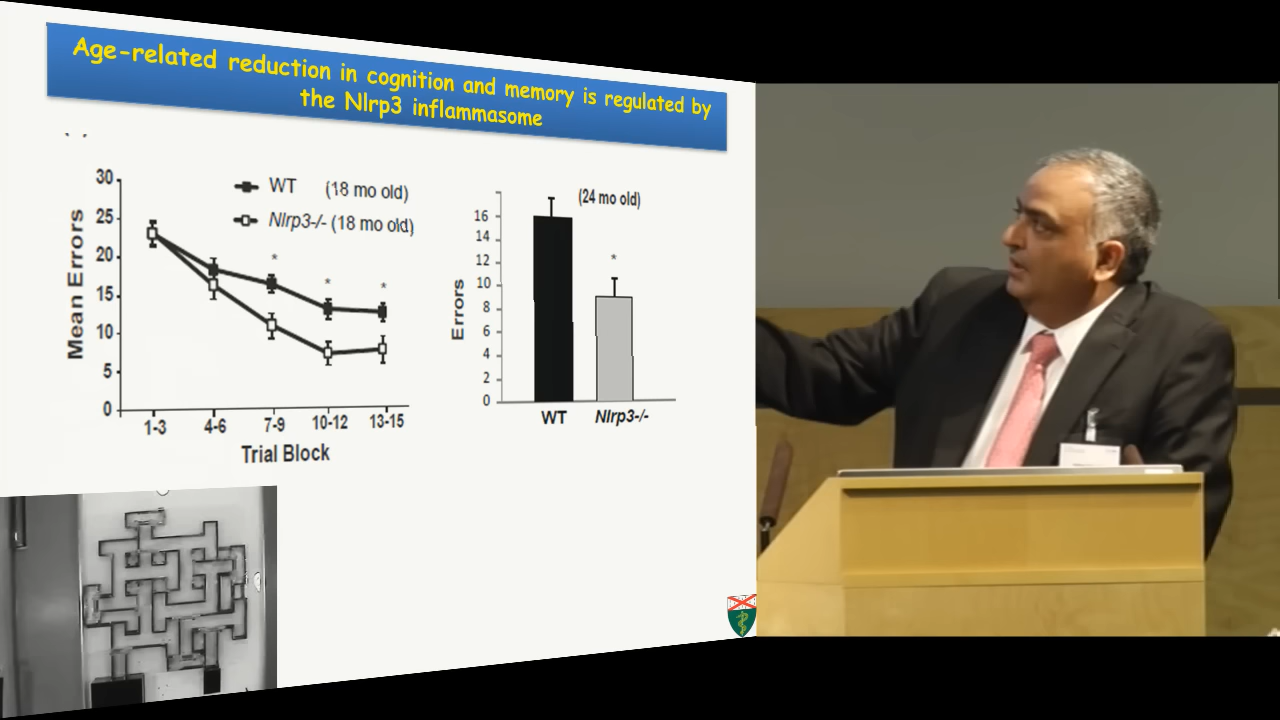 Age-related reduction in cognition and memory is regulated by
the Nlrp3 inflammasome
30
25
20
15
10
5
0
Mean Errors
WT (18 mo old)
Nlrp3-/- (18 mo old)
*
*
*
1-3 4-6 7-9 10-12 13-15
Trial Block
(24 mo old)
16
14
12
10
8
6
4
2
0
Errors
*
WT Nlrp3-/-